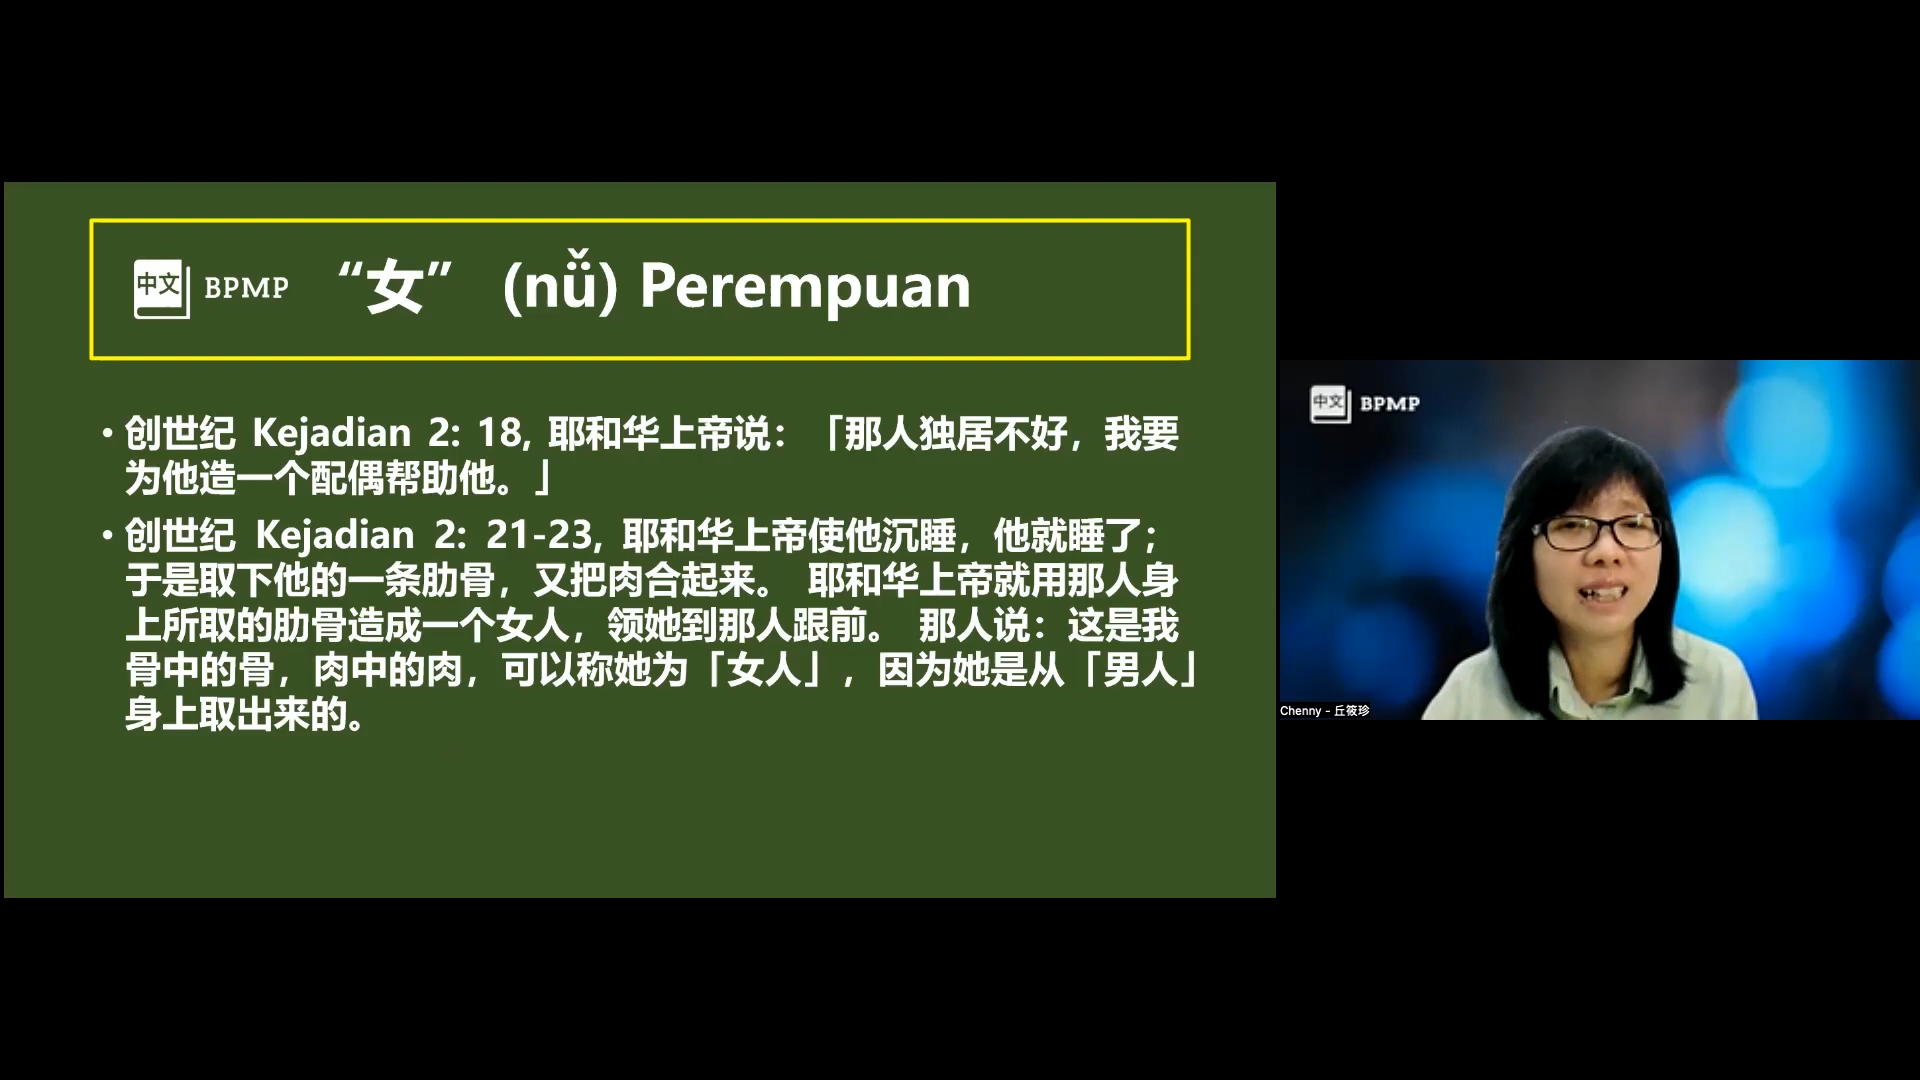 中文 BPMP “女” (nǚ) Perempuan
• 创世纪 Kejadian 2: 18, 耶和华上帝说：「那人独居不好，我要
为他造一个配偶帮助他。」
• 创世纪 Kejadian 2: 21-23, 耶和华上帝使他沉睡，他就睡了；
于是取下他的一条肋骨，又把肉合起来。 耶和华上帝就用那人身
上所取的肋骨造成一个女人，领她到那人跟前。 那人说：这是我
骨中的骨，肉中的肉，可以称她为「女人」，因为她是从「男人」
身上取出来的。
中文 BPMP
Chenny - 丘筱珍